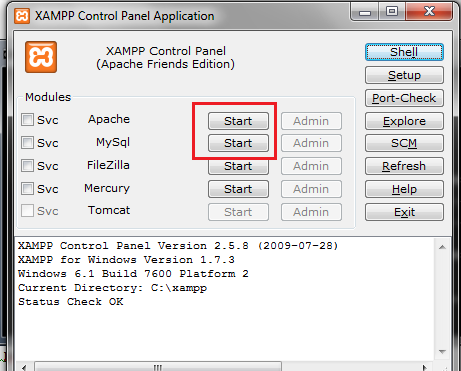 XAMPP Control Panel Application
XAMPP Control Panel
(Apache Friends Edition)
Shell
Setup
Modules
Port-Check
Svc Apache Start Admin Explore
Svc MySql Start Admin SCM
Svc FileZilla Start Admin Refresh
Svc Mercury Start Admin Help
Svc Tomcat Start Admin Exit
XAMPP Control Panel Version 2.5.8 (2009-07-28)
XAMPP for Windows Version 1.7.3
Windows 6.1 Build 7600 Platform 2
Current Directory: C:\xampp
Status Check OK